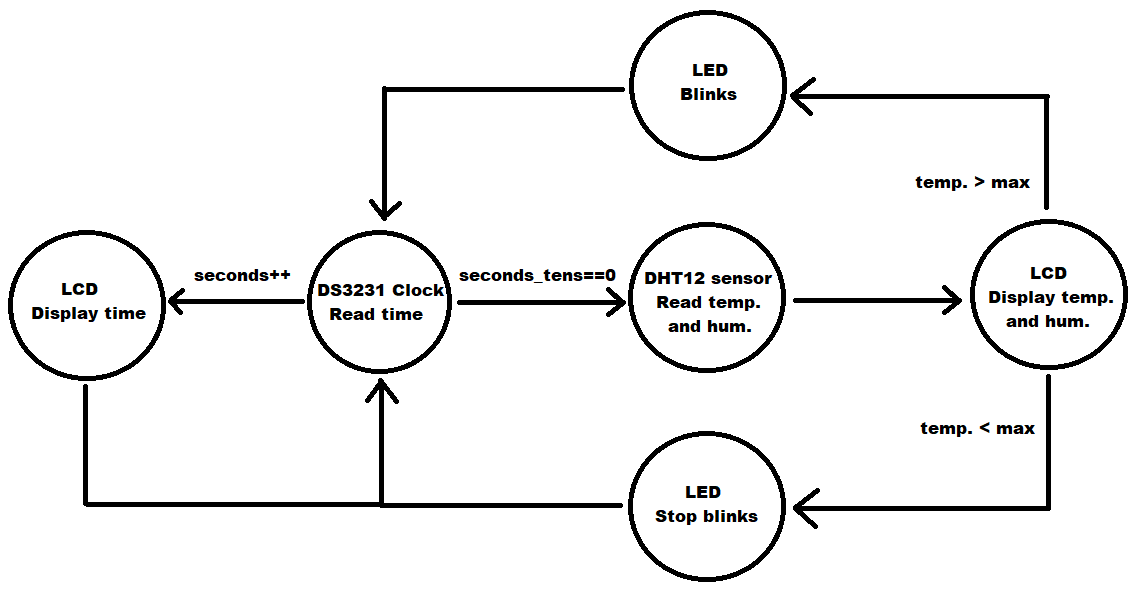 LED
Blinks
temp. > max
seconds++
seconds_tens==0
LCD
Display time
DS3231 Clock
Read time
DHT12 sensor
Read temp.
and hum.
LCD
Display temp.
and hum.
temp. < max
LED
Stop blinks